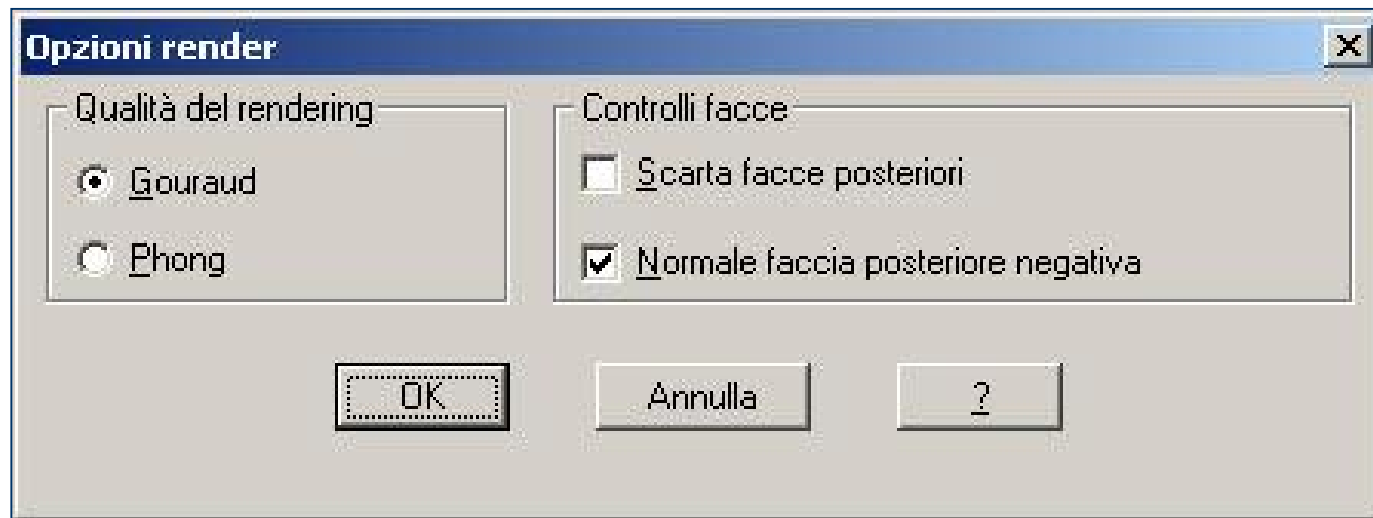 Opzioni render
Qualità del rendering
Gouraud
Phong
Controlli facce
Scarta facce posteriori
Normale faccia posteriore negativa
OK
Annulla
?